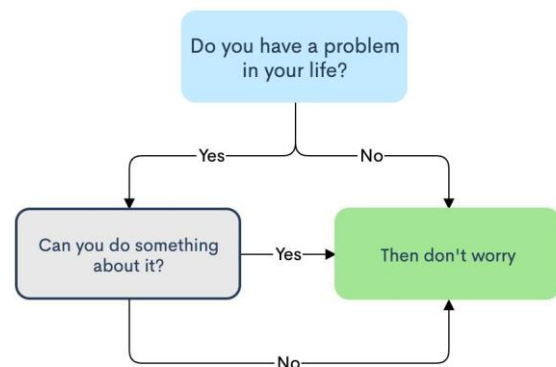 Do you have a problem
in your life?
Yes
No
Can you do something
about it?
Yes
Then don't worry
No